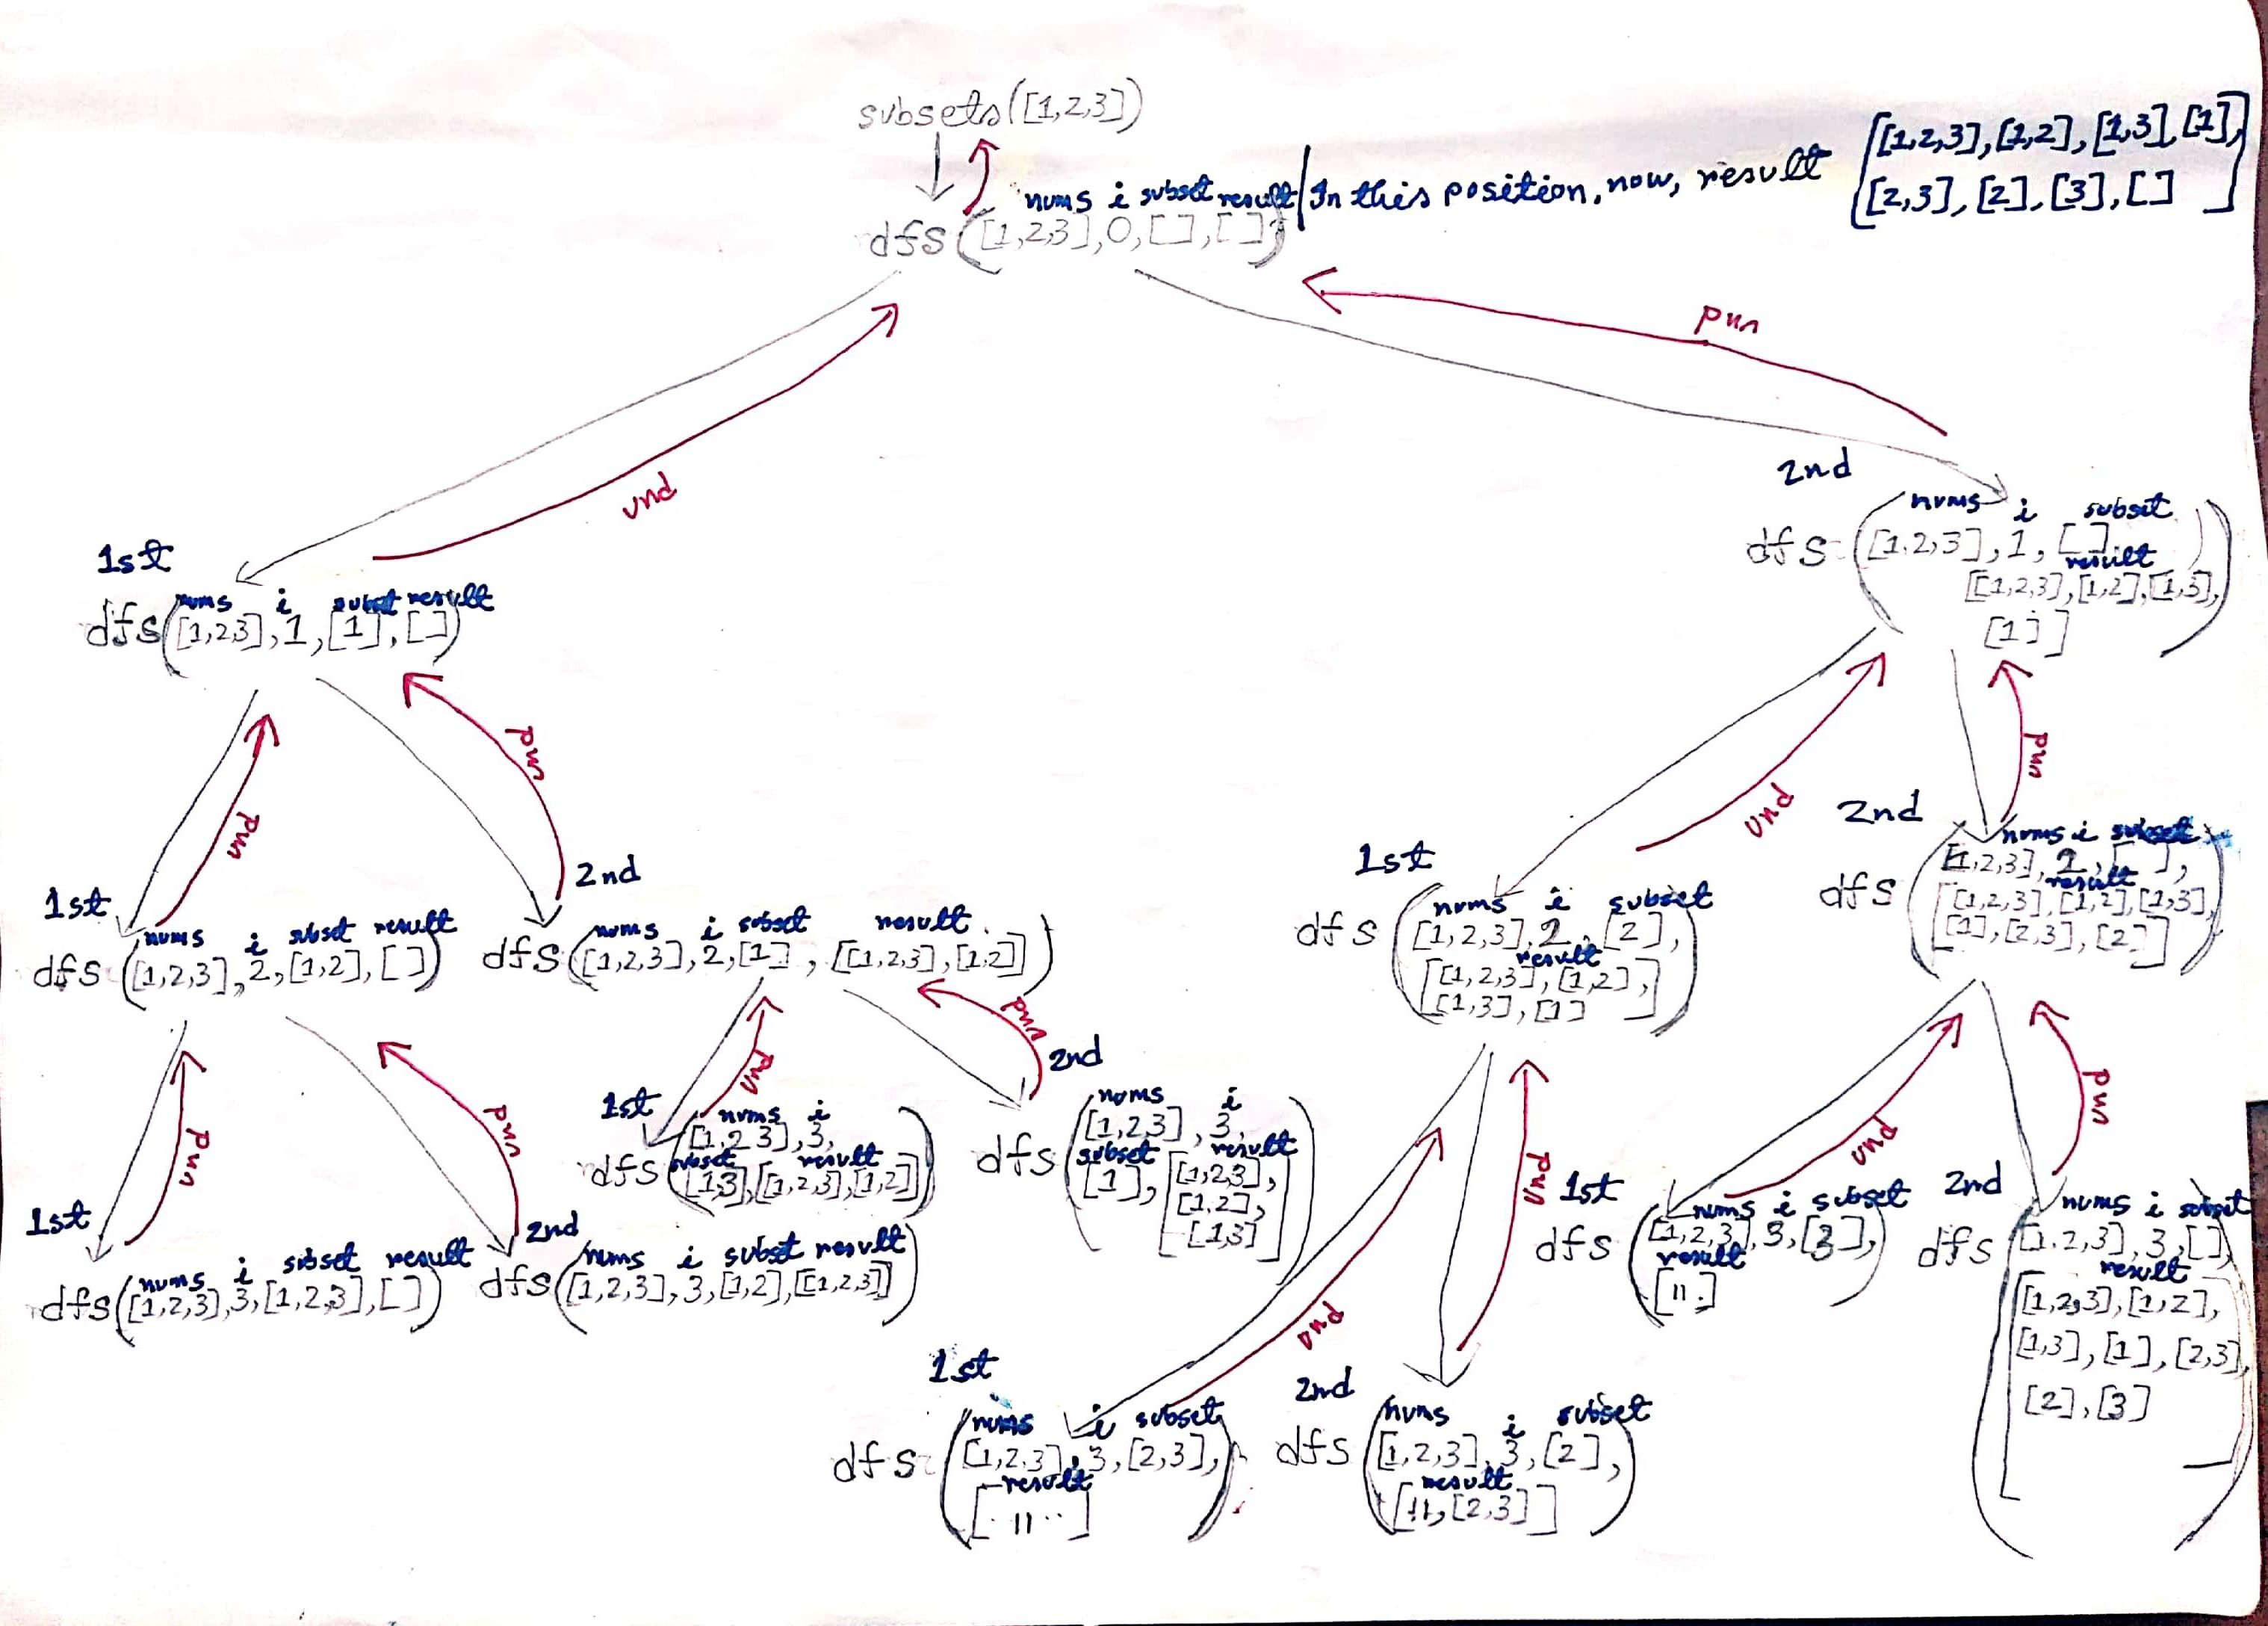 subsets([1,2,3])
nums i subset result
dfs([1,2,3],0,[],[])
In this position, now, result [[1,2,3],[1,2],[1,3],[1],
[2,3],[2],[3],[]]
und
und
1st
nums i subset result
dfs([1,2,3],1,[1],[])
2nd
nums i subset
dfs([1,2,3],1,[],
result
[[1,2,3],[1,2],[1,3],
[1]])
und
und
und
und
1st
nums i subset result
dfs([1,2,3],2,[1,2],[])
2nd
nums i subset result
dfs([1,2,3],2,[1],[[1,2,3],[1,2]])
1st
nums i subset
dfs([1,2,3],2,[2],
result
[[1,2,3],[1,2],
[1,3],[1]])
2nd
nums i subset
dfs([1,2,3],2,[],
result
[[1,2,3],[1,2],[1,3],
[1],[2,3],[2]])
und
und
und
und
und
und
und
und
1st
nums i subset result
dfs([1,2,3],3,[1,2,3],[])
2nd
nums i subset result
dfs([1,2,3],3,[1,2],[[1,2,3]])
1st
nums i
[1,2,3],3,
subset result
dfs([1,3],[[1,2,3],[1,2]])
2nd
nums i
[1,2,3],3,
subset result
dfs([1],[[1,2,3],
[1,2],
[1,3]])
1st
nums i subset
dfs([1,2,3],3,[2,3],
result
[ 〃 ])
2nd
nums i subset
dfs([1,2,3],3,[2],
result
[〃,[2,3]])
1st
nums i subset
dfs([1,2,3],3,[3],
result
[〃])
2nd
nums i subset
dfs([1,2,3],3,[],
result
[[1,2,3],[1,2],
[1,3],[1],[2,3],
[2],[3]])